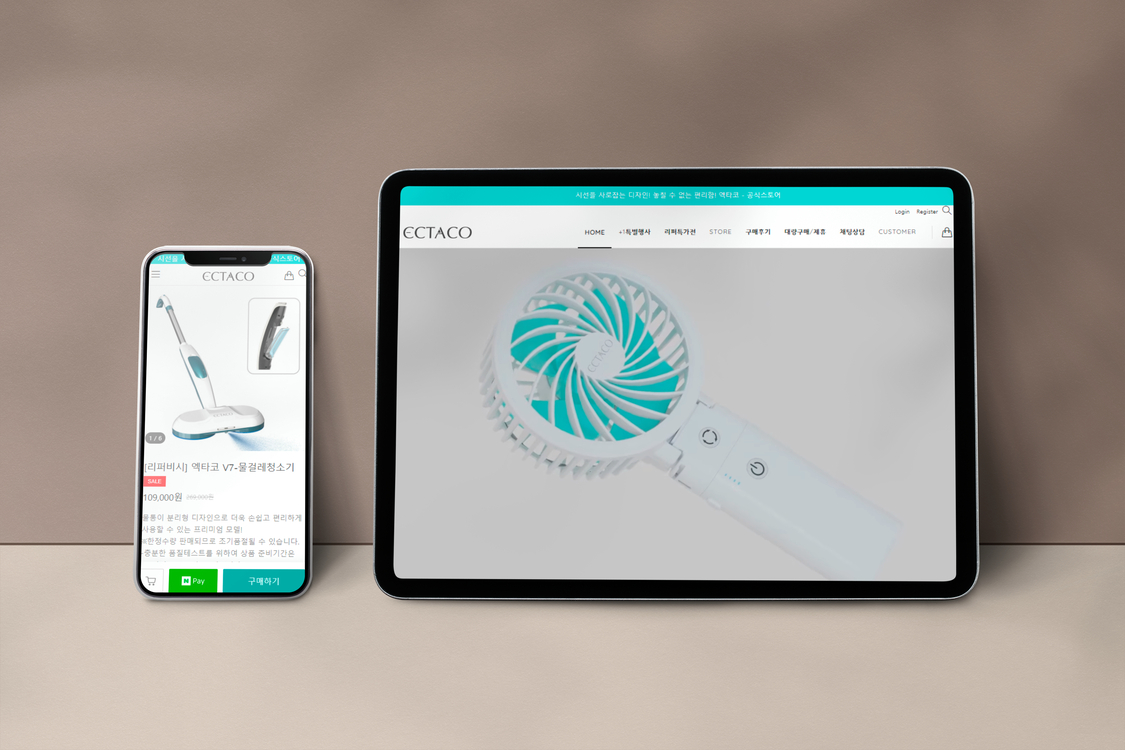 시선을
식스토어
ECTACO
1 / 6
[리퍼비시] 엑타코 V7-물걸레청소기
SALE
109,000원 268,000원
몸통이 분리형 디자인으로 더욱 손쉽고 편리하게
사용할 수 있는 프리미엄 모델!
※한정수량 판매되므로 조기품절될 수 있습니다.
충분한 품질테스트를 위하여 상품 준비기간은
N Pay
구매하기
시선을 사로잡는 디자인! 놓칠 수 없는 편리함! 엑타코 - 공식스토어
Login Register
ECTACO
HOME +1특별행사 리퍼특가전 STORE 구매후기 대량구매/제품 채팅상담 CUSTOMER
ECTACO